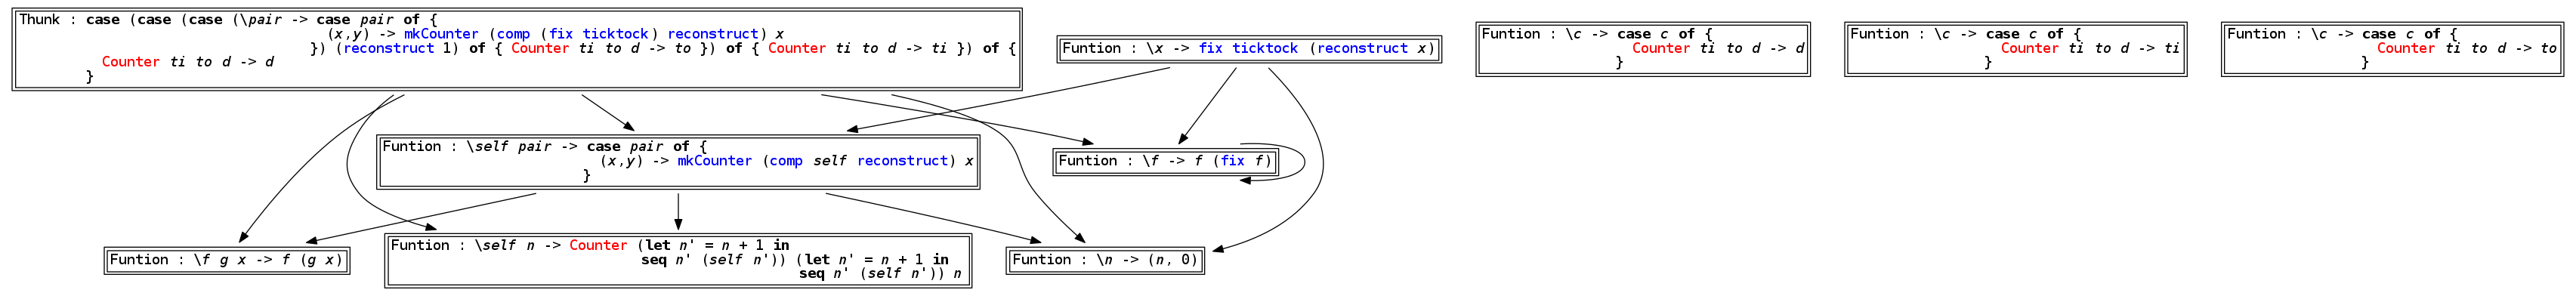 Thunk : case (case (case (\pair -> case pair of {
(x,y) -> mkCounter (comp (fix ticktock) reconstruct) x
}) (reconstruct 1) of { Counter ti to d -> to }) of { Counter ti to d -> ti }) of {
Counter ti to d -> d
}
Funtion : \x -> fix ticktock (reconstruct x)
Funtion : \c -> case c of {
Counter ti to d -> d
}
Funtion : \c -> case c of {
Counter ti to d -> ti
}
Funtion : \c -> case c of {
Counter ti to d -> to
}
Funtion : \self pair -> case pair of {
(x,y) -> mkCounter (comp self reconstruct) x
}
Funtion : \f -> f (fix f)
Funtion : \f g x -> f (g x)
Funtion : \self n -> Counter (let n' = n + 1 in
seq n' (self n')) (let n' = n + 1 in
seq n' (self n')) n
Funtion : \n -> (n, 0)